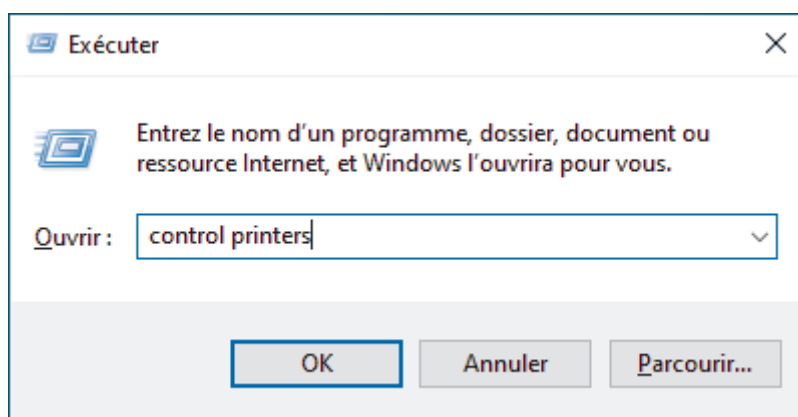 Exécuter
Entrez le nom d’un programme, dossier, document ou
ressource Internet, et Windows l’ouvrira pour vous.
Ouvrir : control printers
OK Annuler Parcourir...